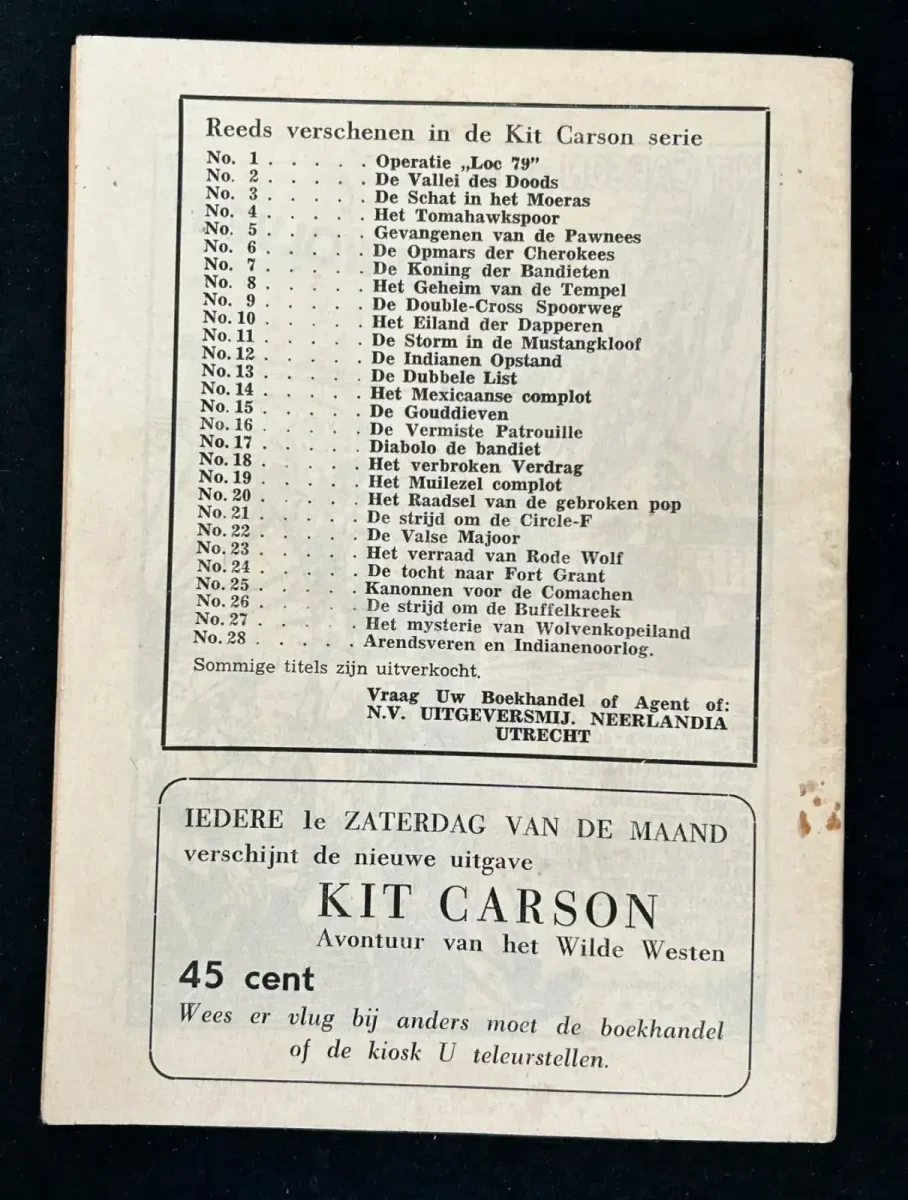 Reeds verschenen in de Kit Carson serie
No. 1 . . . . . Operatie „Loc 79”
No. 2 . . . . . De Vallei des Doods
No. 3 . . . . . De Schat in het Moeras
No. 4 . . . . . Het Tomahawkspoor
No. 5 . . . . . Gevangenen van de Pawnees
No. 6 . . . . . De Opmars der Cherokees
No. 7 . . . . . De Koning der Bandieten
No. 8 . . . . . Het Geheim van de Tempel
No. 9 . . . . . De Double-Cross Spoorweg
No. 10 . . . . . Het Eiland der Dapperen
No. 11 . . . . . De Storm in de Mustangkloof
No. 12 . . . . . De Indianen Opstand
No. 13 . . . . . De Dubbele List
No. 14 . . . . . Het Mexicaanse complot
No. 15 . . . . . De Gouddieven
No. 16 . . . . . De Vermiste Patrouille
No. 17 . . . . . Diabolo de bandiet
No. 18 . . . . . Het verbroken Verdrag
No. 19 . . . . . Het Muilezel complot
No. 20 . . . . . Het Raadsel van de gebroken pop
No. 21 . . . . . De strijd om de Circle-F
No. 22 . . . . . De Valse Majoor
No. 23 . . . . . Het verraad van Rode Wolf
No. 24 . . . . . De tocht naar Fort Grant
No. 25 . . . . . Kanonnen voor de Comachen
No. 26 . . . . . De strijd om de Buffelkreek
No. 27 . . . . . Het mysterie van Wolvenkopeiland
No. 28 . . . . . Arendsveren en Indianenoorlog.
Sommige titels zijn uitverkocht.
Vraag Uw Boekhandel of Agent of:
N.V. UITGEVERSMIJ. NEERLANDIA
UTRECHT
IEDERE 1e ZATERDAG VAN DE MAAND
verschijnt de nieuwe uitgave
KIT CARSON
Avontuur van het Wilde Westen
45 cent
Wees er vlug bij anders moet de boekhandel
of de kiosk U teleurstellen.